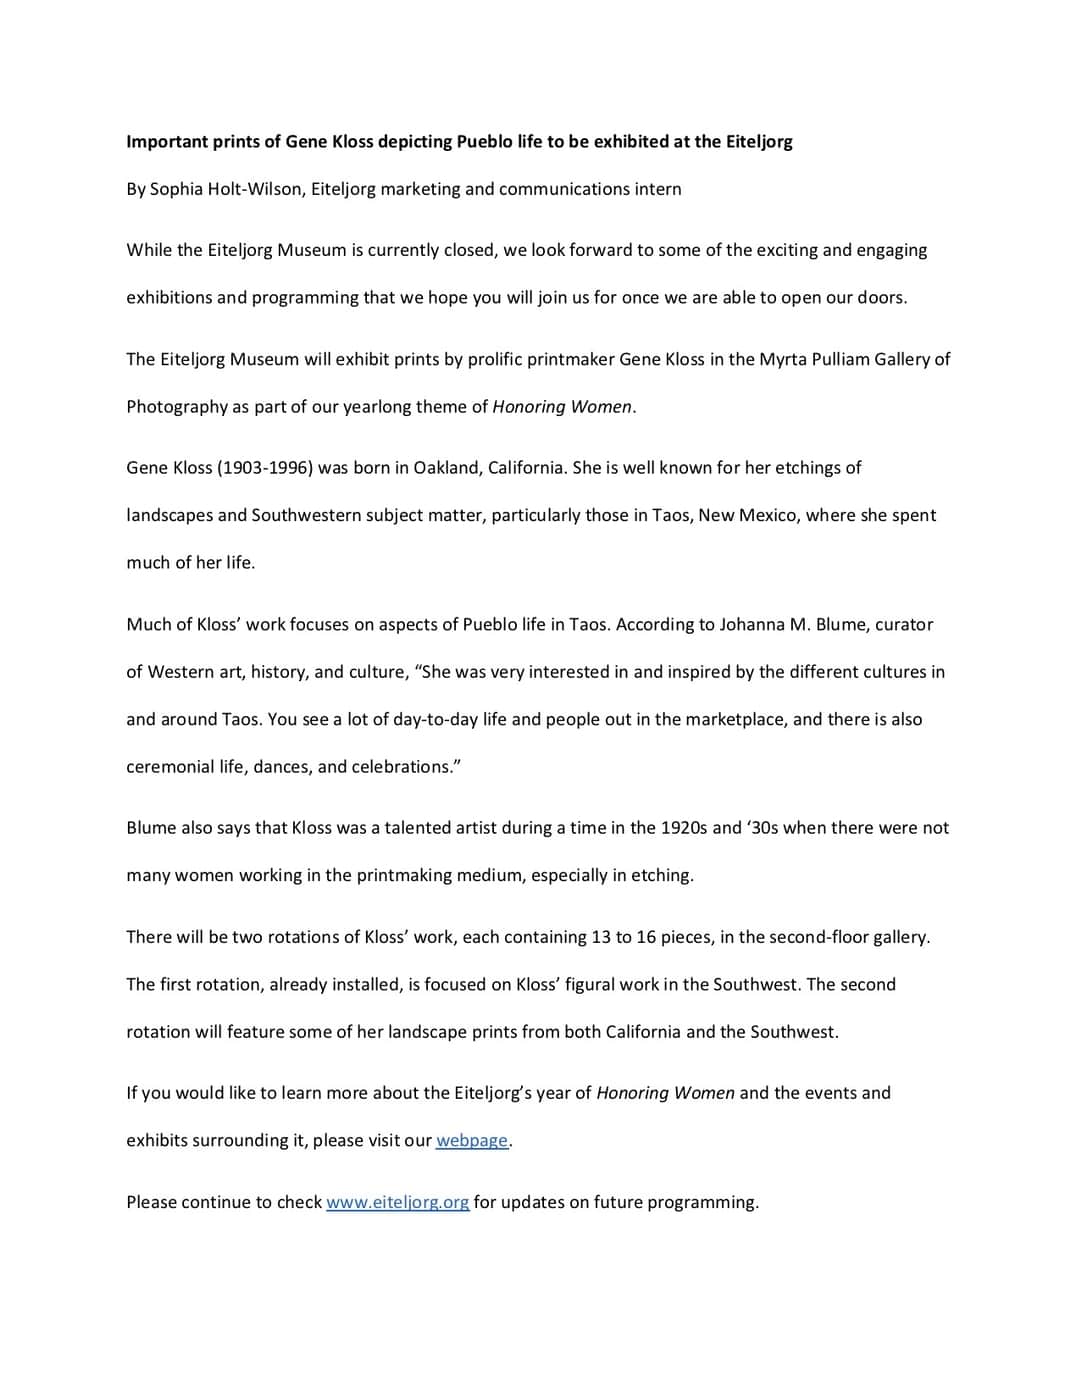 Important prints of Gene Kloss depicting Pueblo life to be exhibited at the Eiteljorg
By Sophia Holt-Wilson, Eiteljorg marketing and communications intern
While the Eiteljorg Museum is currently closed, we look forward to some of the exciting and engaging
exhibitions and programming that we hope you will join us for once we are able to open our doors.
The Eiteljorg Museum will exhibit prints by prolific printmaker Gene Kloss in the Myrta Pulliam Gallery of
Photography as part of our yearlong theme of Honoring Women.
Gene Kloss (1903-1996) was born in Oakland, California. She is well known for her etchings of
landscapes and Southwestern subject matter, particularly those in Taos, New Mexico, where she spent
much of her life.
Much of Kloss’ work focuses on aspects of Pueblo life in Taos. According to Johanna M. Blume, curator
of Western art, history, and culture, “She was very interested in and inspired by the different cultures in
and around Taos. You see a lot of day-to-day life and people out in the marketplace, and there is also
ceremonial life, dances, and celebrations.”
Blume also says that Kloss was a talented artist during a time in the 1920s and ‘30s when there were not
many women working in the printmaking medium, especially in etching.
There will be two rotations of Kloss’ work, each containing 13 to 16 pieces, in the second-floor gallery.
The first rotation, already installed, is focused on Kloss’ figural work in the Southwest. The second
rotation will feature some of her landscape prints from both California and the Southwest.
If you would like to learn more about the Eiteljorg’s year of Honoring Women and the events and
exhibits surrounding it, please visit our webpage.
Please continue to check www.eiteljorg.org for updates on future programming.